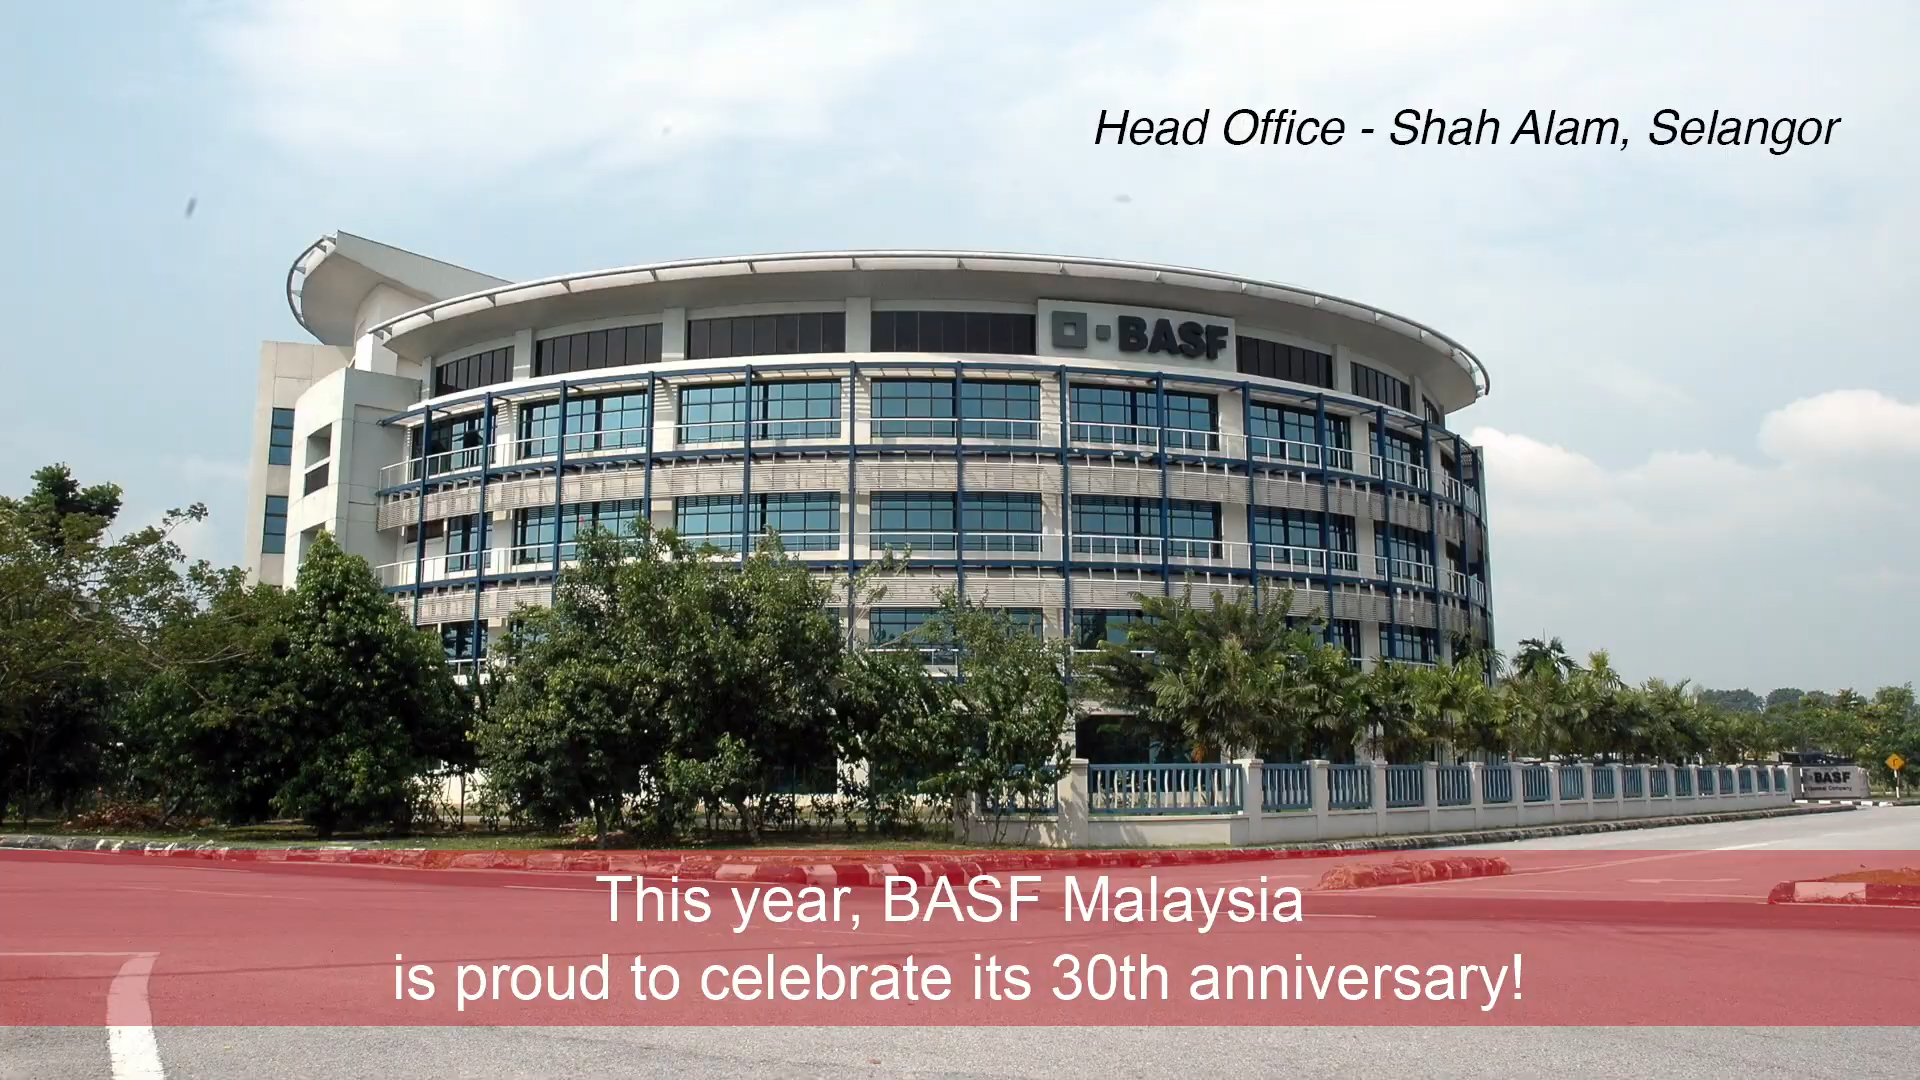 Head Office - Shah Alam, Selangor
BASF
BASF
This year, BASF Malaysia
is proud to celebrate its 30th anniversary!